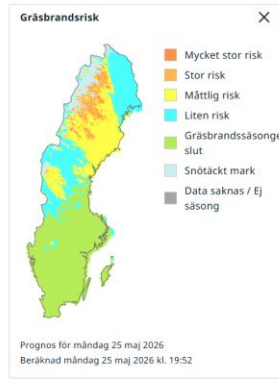 Gräsbrandsrisk
Mycket stor risk
Stor risk
Måttlig risk
Liten risk
Gräsbrandssäsonge
slut
Snötäckt mark
Data saknas / Ej
säsong
Prognos för måndag 25 maj 2026
Beräknad måndag 25 maj 2026 kl. 19:52